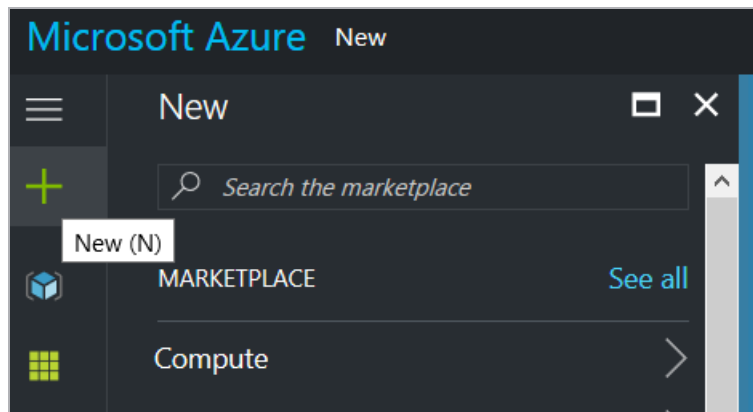 Microsoft Azure New
New
Search the marketplace
New (N)
MARKETPLACE See all
Compute